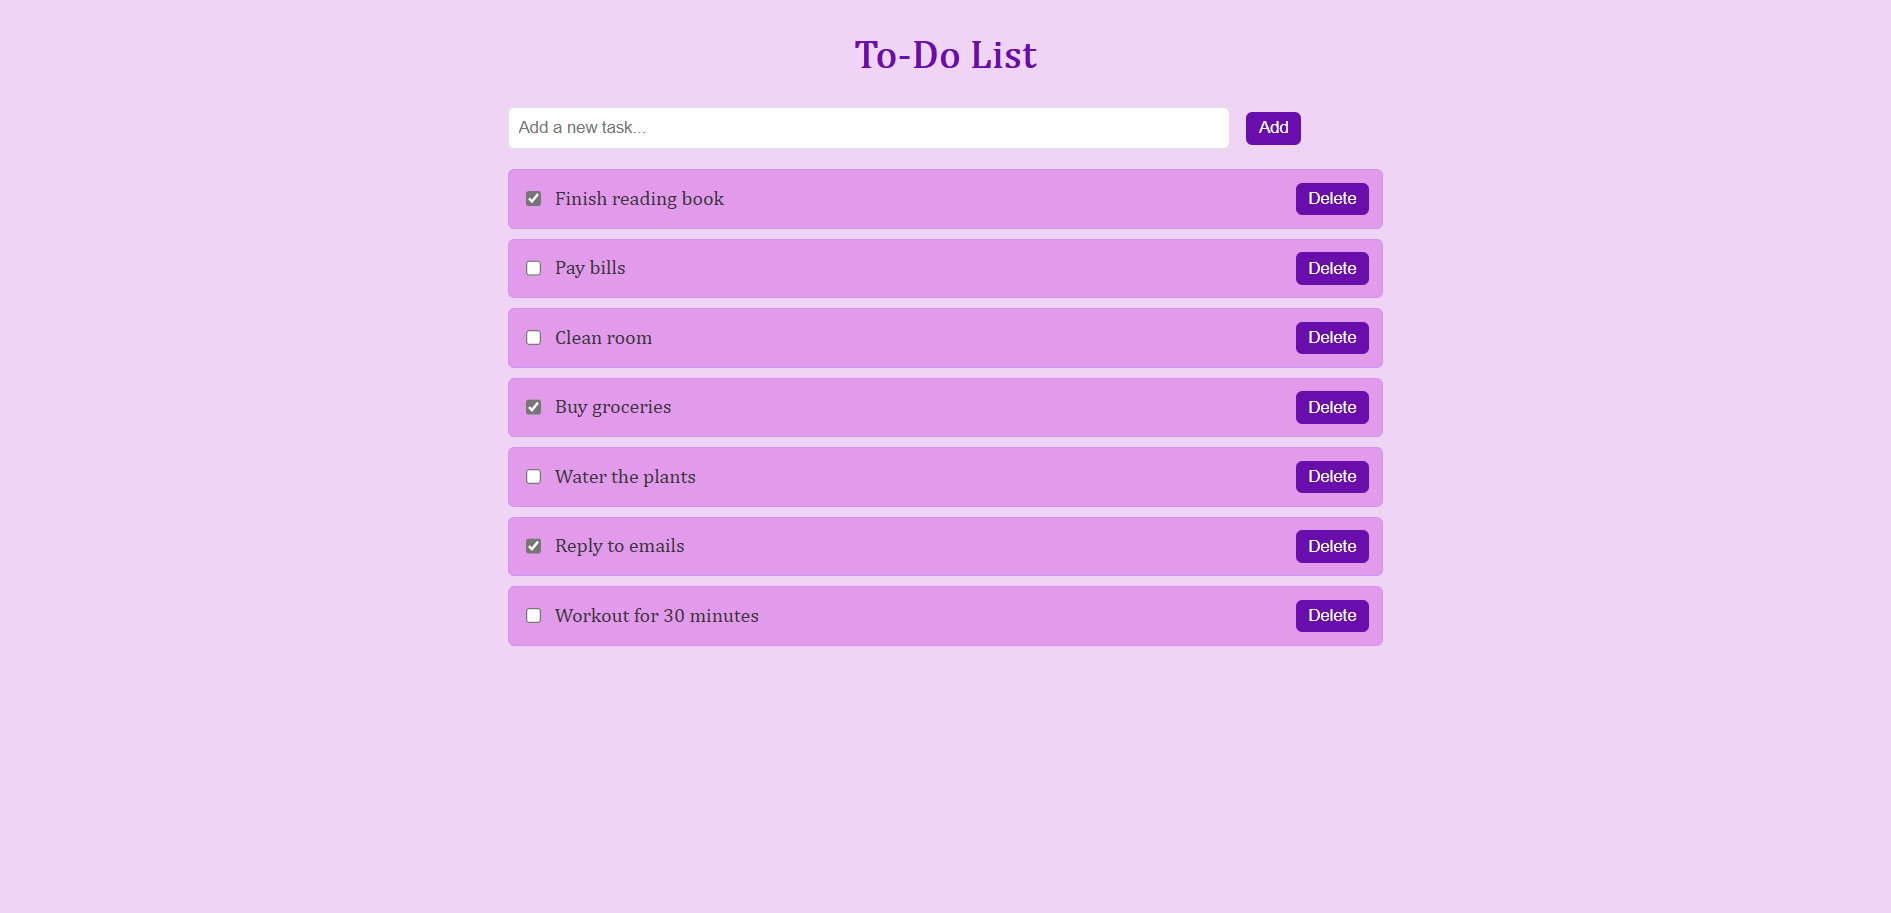 To-Do List
Add a new task... Add
Finish reading book Delete
Pay bills Delete
Clean room Delete
Buy groceries Delete
Water the plants Delete
Reply to emails Delete
Workout for 30 minutes Delete